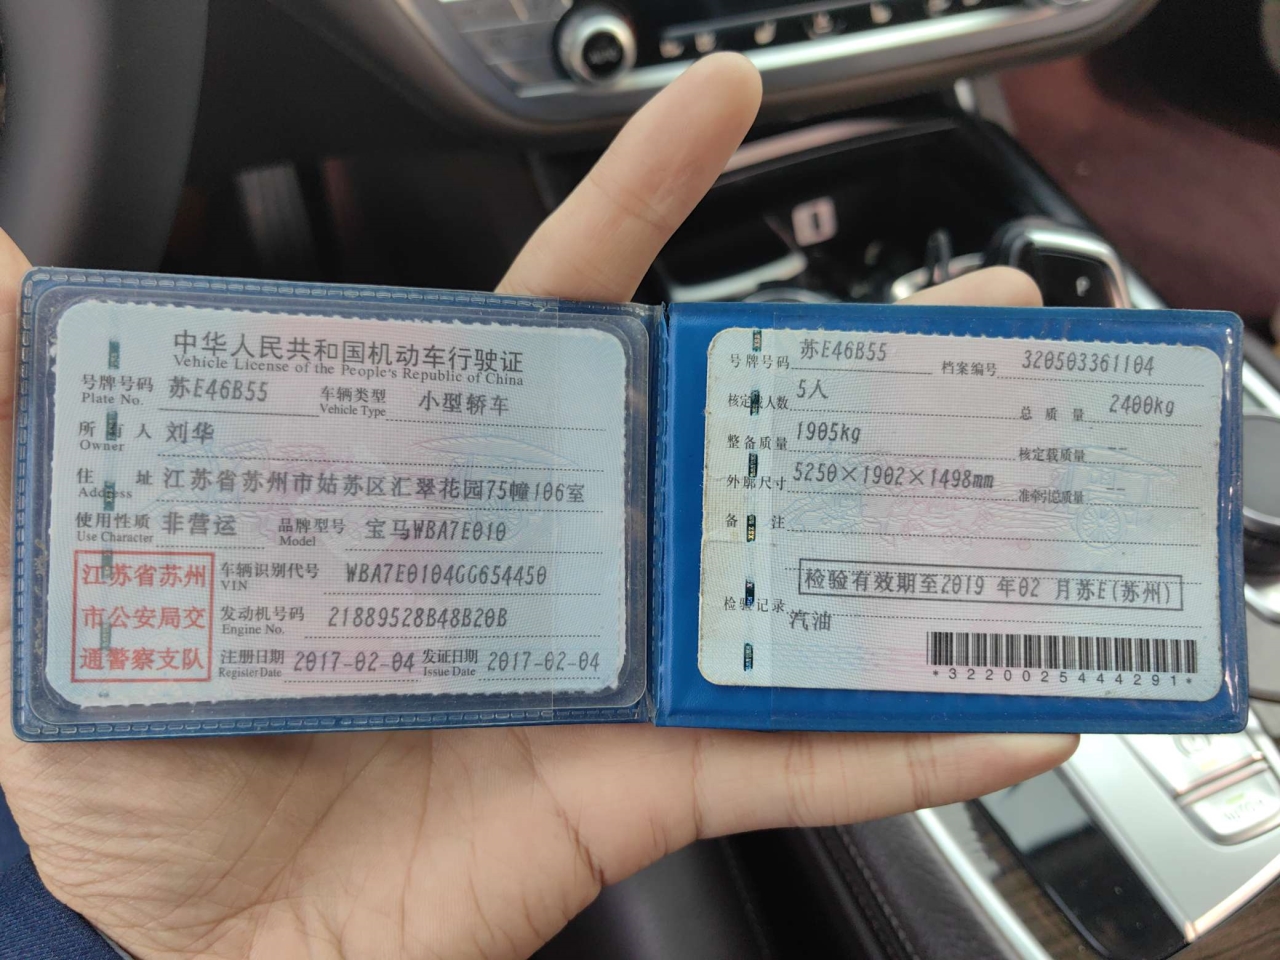 中华人民共和国机动车行驶证
Vehicle License of the People's Republic of China
号牌号码 苏E46B55 车辆类型 小型轿车
Plate No. Vehicle Type
所有人 刘华
Owner
住址 江苏省苏州市姑苏区汇翠花园75幢106室
Address
使用性质 非营运 品牌型号 宝马WBA7E010
Use Character Model
江苏省苏州
市公安局交
通警察支队
车辆识别代号 WBA7E0104GG654450
VIN
发动机号码 21889528B48B20B
Engine No.
注册日期 2017-02-04 发证日期 2017-02-04
Register Date Issue Date
号牌号码 苏E46B55 档案编号 320503361104
核定载人数 5人 总质量 2400kg
整备质量 1905kg 核定载质量 --
外廓尺寸 5250×1902×1498mm 准牵引总质量 --
备注
检验有效期至2019 年02 月苏E(苏州)
检验记录
汽油
*3220025444291*
P